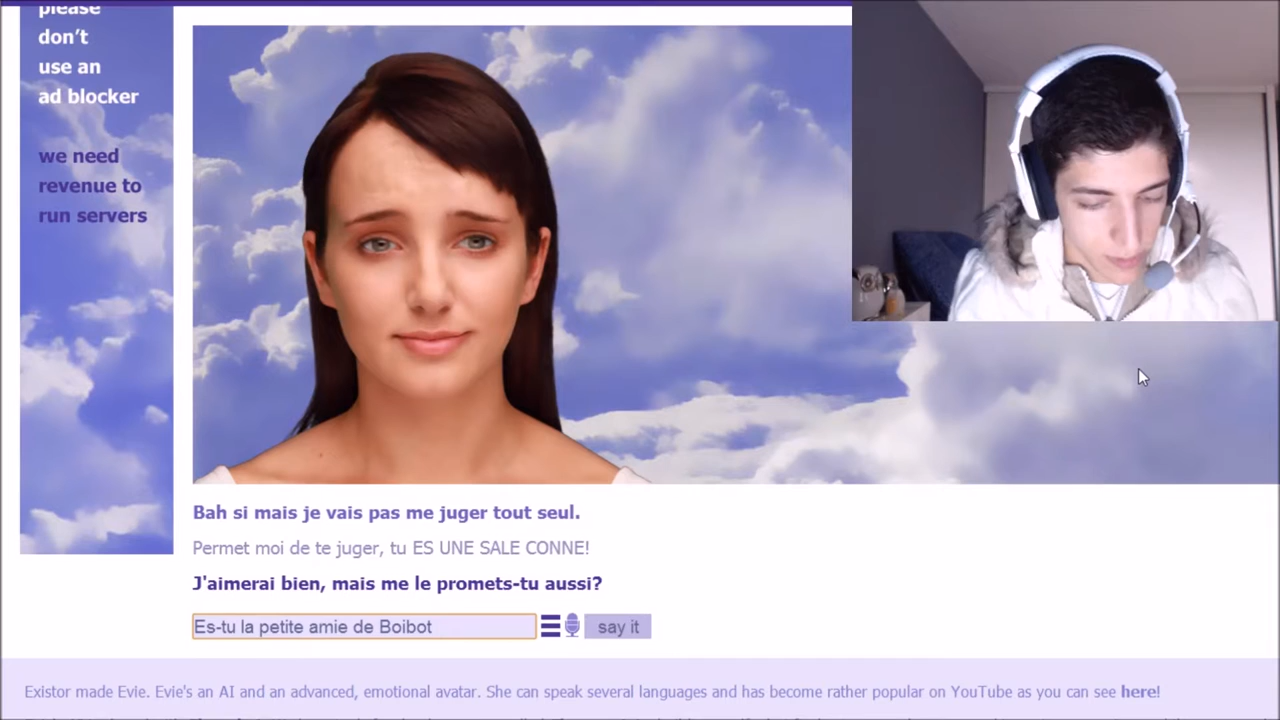 please
don't
use an
ad blocker
we need
revenue to
run servers
Bah si mais je vais pas me juger tout seul.
Permet moi de te juger, tu ES UNE SALE CONNE!
J'aimerai bien, mais me le promets-tu aussi?
Es-tu la petite amie de Boibot
say it
Existor made Evie. Evie's an AI and an advanced, emotional avatar. She can speak several languages and has become rather popular on YouTube as you can see here!